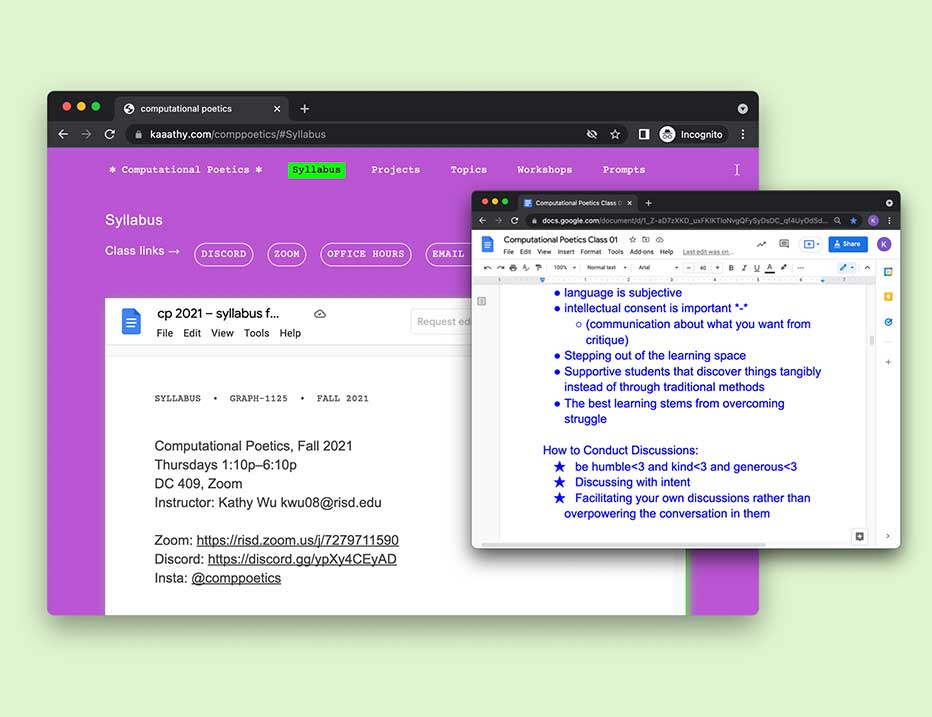 computational poetics
kaaathy.com/comppoetics/#Syllabus
Incognito
* Computational Poetics *
Syllabus
Projects
Topics
Workshops
Prompts
Syllabus
Class links →
DISCORD
ZOOM
OFFICE HOURS
EMAIL
cp 2021 – syllabus f...
File Edit View Tools Help
Request edi
SYLLABUS • GRAPH-1125 • FALL 2021
Computational Poetics, Fall 2021
Thursdays 1:10p–6:10p
DC 409, Zoom
Instructor: Kathy Wu kwu08@risd.edu
Zoom: https://risd.zoom.us/j/7279711590
Discord: https://discord.gg/ypXy4CEyAD
Insta: @comppoetics
Computational Poetics Class 0
Computational Poetics Class 01
File Edit View Insert Format Tools Add-ons Help Last edit was on...
Share
K
100% Normal text Arial 40 B I U A
● language is subjective
● intellectual consent is important *-*
○ (communication about what you want from
critique)
● Stepping out of the learning space
● Supportive students that discover things tangibly
instead of through traditional methods
● The best learning stems from overcoming
struggle
How to Conduct Discussions:
★ be humble<3 and kind<3 and generous<3
★ Discussing with intent
★ Facilitating your own discussions rather than
overpowering the conversation in them